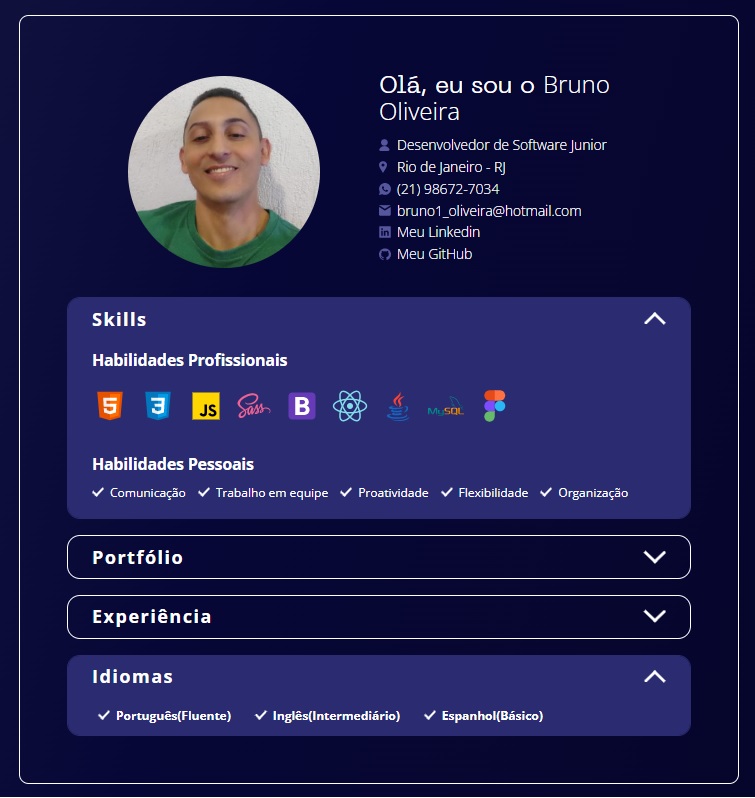 Olá, eu sou o Bruno
Oliveira
Desenvolvedor de Software Junior
Rio de Janeiro - RJ
(21) 98672-7034
bruno1_oliveira@hotmail.com
Meu Linkedin
Meu GitHub
Skills
Habilidades Profissionais
5 3 JS Sass B MySQL
Habilidades Pessoais
Comunicação Trabalho em equipe Proatividade Flexibilidade Organização
Portfólio
Experiência
Idiomas
Português(Fluente) Inglês(Intermediário) Espanhol(Básico)